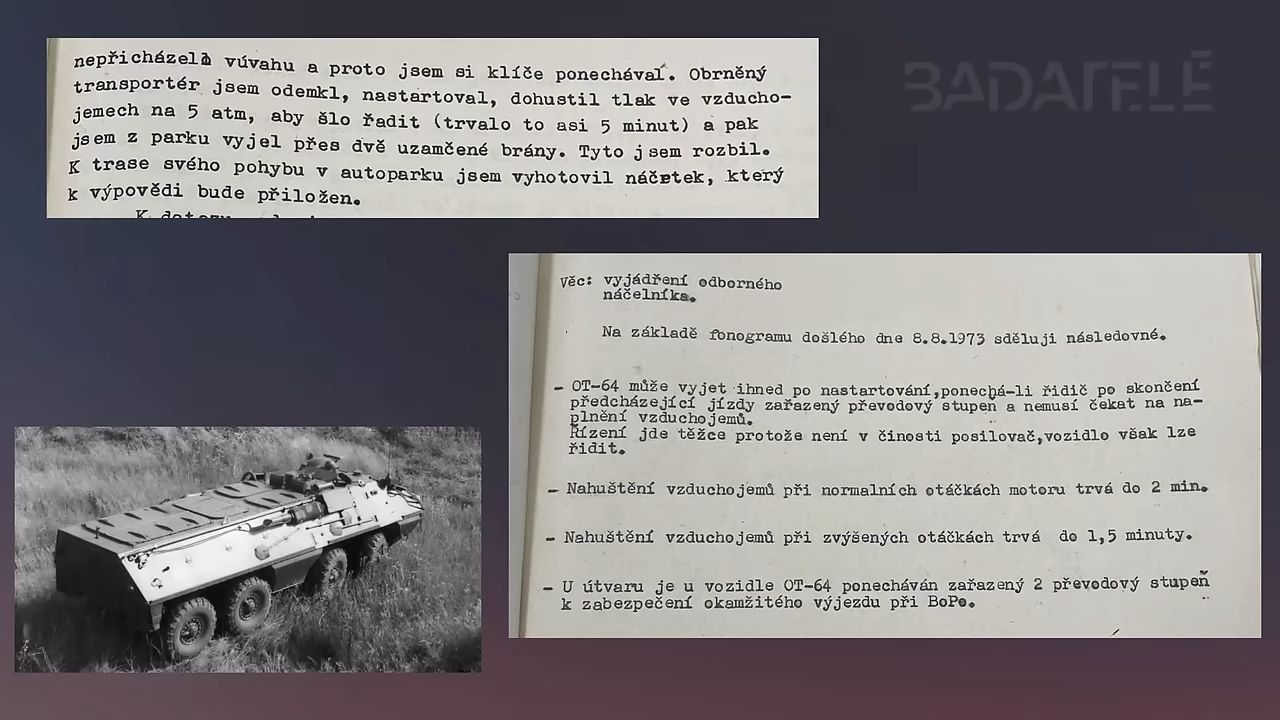 BADATELÉ
nepřicházela vúvahu a proto jsem si klíče ponechával. Obrněný
transportér jsem odemkl, nastartoval, dohustil tlak ve vzducho-
jemech na 5 atm, aby šlo řadit (trvalo to asi 5 minut) a pak
jsem z parku vyjel přes dvě uzamčené brány. Tyto jsem rozbil.
K trase svého pohybu v autoparku jsem vyhotovil náčrtek, který
k výpovědi bude přiložen.
K dotazu
Věc: vyjádření odborného
náčelníka.
Na základě fonogramu došlého dne 8.8.1973 sděluji následovné.
- OT-64 může vyjet ihned po nastartování,ponechá-li řidič po skončení
předcházející jízdy zařazený převodový stupeň a nemusí čekat na na-
plnění vzduchojemů.
Řízení jde těžce protože není v činosti posilovač,vozidlo však lze
řidit.
- Nahuštění vzduchojemů při normalních otáčkách motoru trvá do 2 min.
- Nahuštění vzduchojemů při zvýšených otáčkách trvá do 1,5 minuty.
- U útvaru je u vozidle OT-64 ponecháván zařazený 2 převodový stupeň
k zabezpečení okamžitého výjezdu při BoPo.